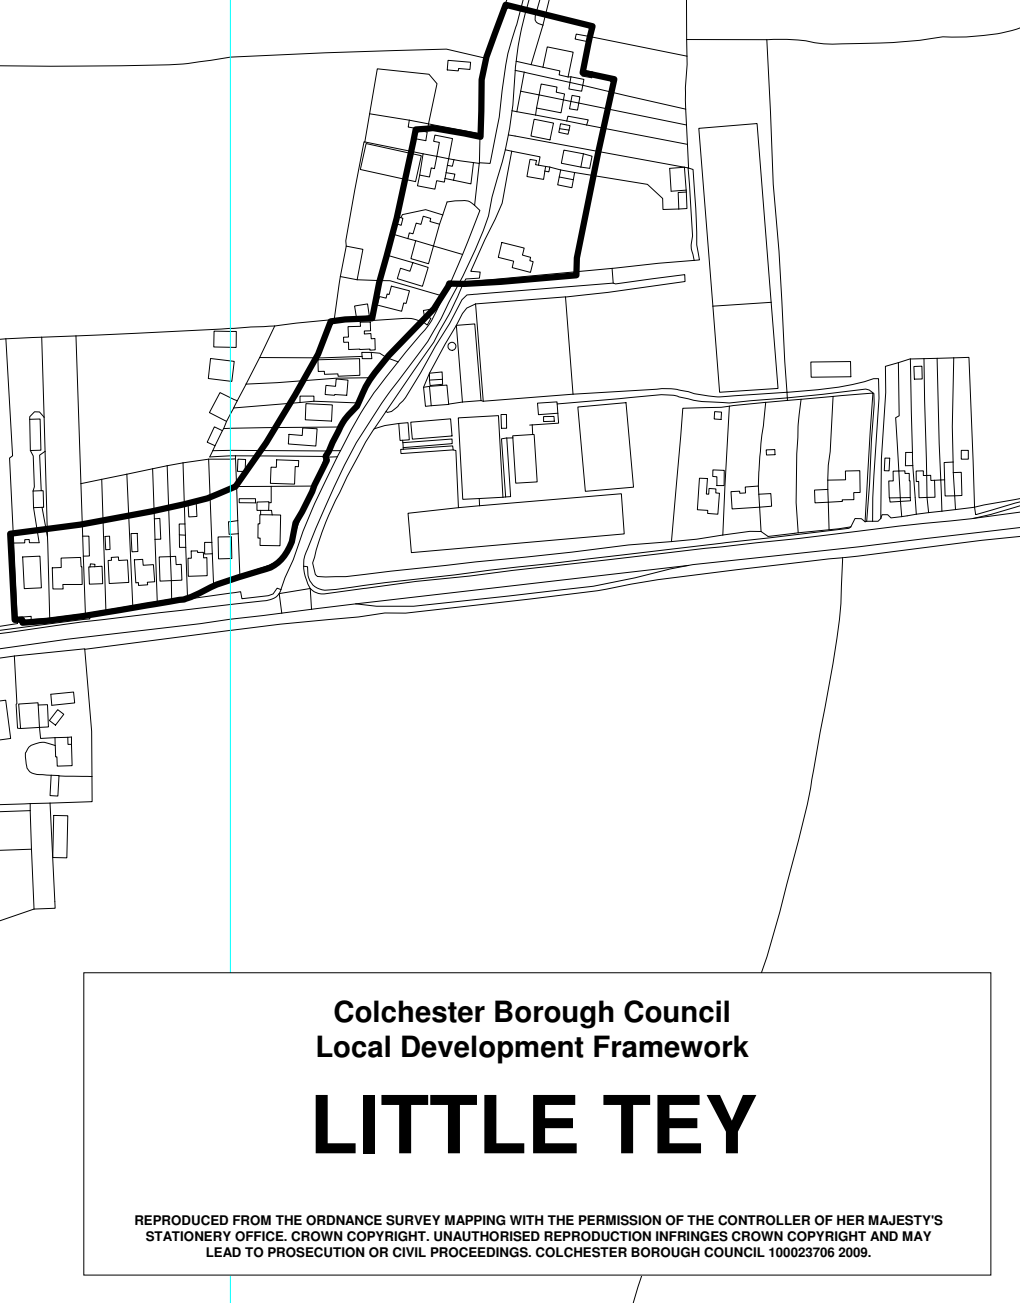 Colchester Borough Council
Local Development Framework
LITTLE TEY
REPRODUCED FROM THE ORDNANCE SURVEY MAPPING WITH THE PERMISSION OF THE CONTROLLER OF HER MAJESTY'S
STATIONERY OFFICE. CROWN COPYRIGHT. UNAUTHORISED REPRODUCTION INFRINGES CROWN COPYRIGHT AND MAY
LEAD TO PROSECUTION OR CIVIL PROCEEDINGS. COLCHESTER BOROUGH COUNCIL 100023706 2009.